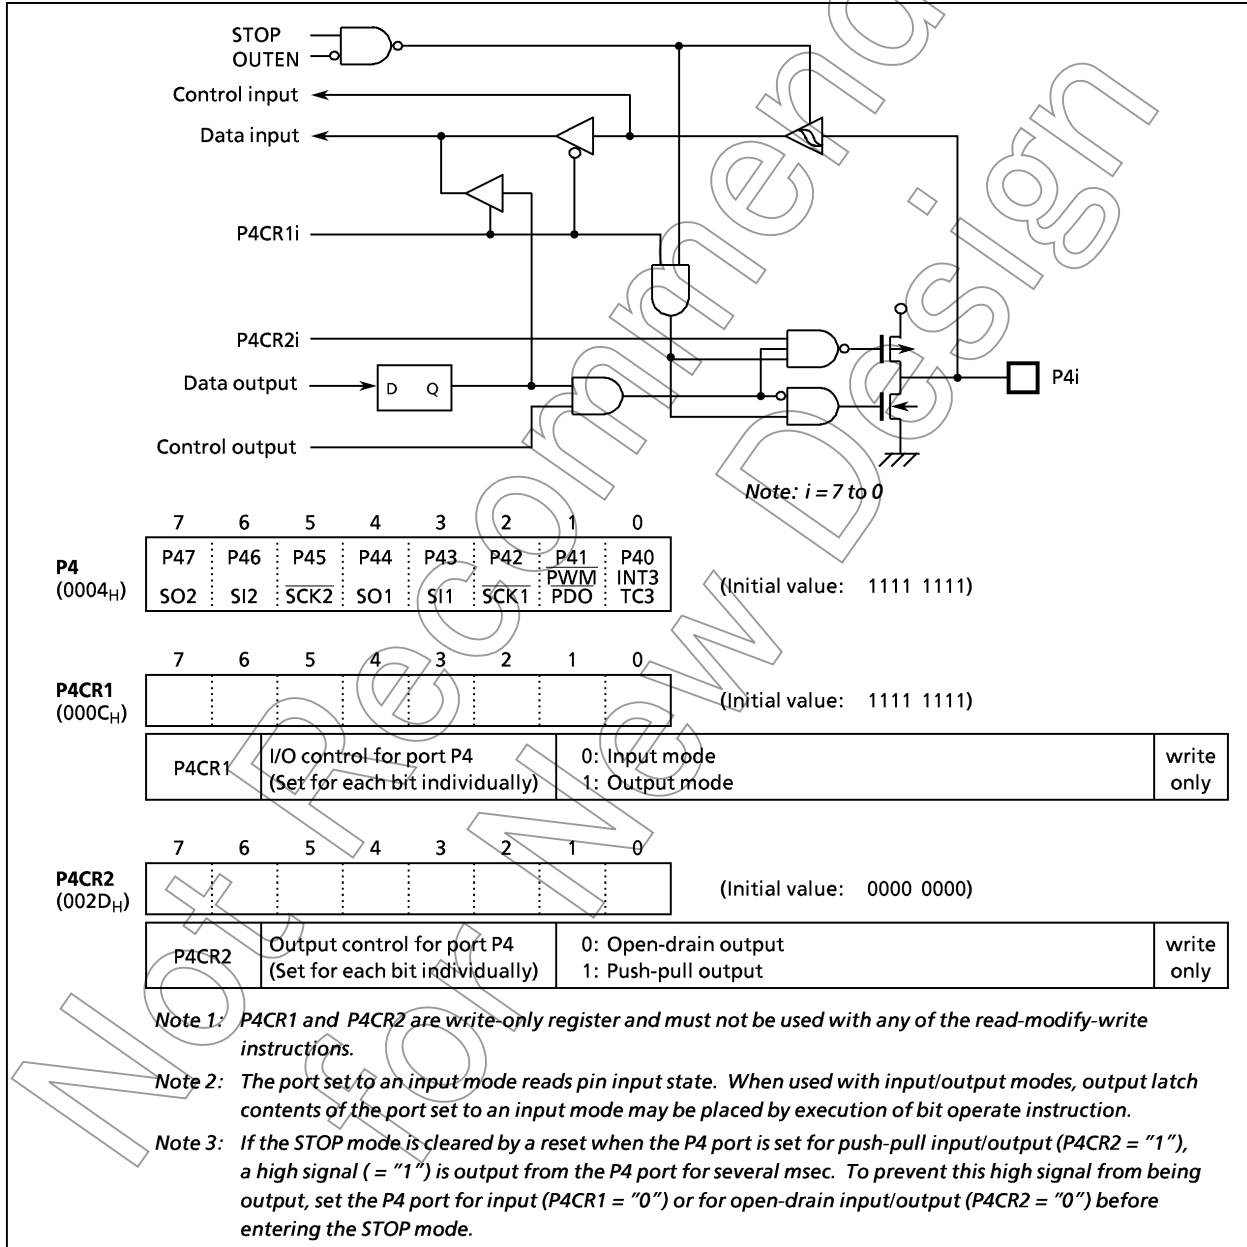 STOP
OUTEN
Control input
Data input
P4CR1i
P4CR2i
Data output
D Q
Control output
P4i
Note: i = 7 to 0
7 6 5 4 3 2 1 0
P4
(0004H)
P47 P46 P45 P44 P43 P42 P41 P40
PWM INT3
SO2 SI2 SCK2 SO1 SI1 SCK1 PDO TC3
(Initial value: 1111 1111)
7 6 5 4 3 2 1 0
P4CR1
(000CH)
(Initial value: 1111 1111)
P4CR1
I/O control for port P4
(Set for each bit individually)
0: Input mode
1: Output mode
write
only
7 6 5 4 3 2 1 0
P4CR2
(002DH)
(Initial value: 0000 0000)
P4CR2
Output control for port P4
(Set for each bit individually)
0: Open-drain output
1: Push-pull output
write
only
Note 1: P4CR1 and P4CR2 are write-only register and must not be used with any of the read-modify-write
instructions.
Note 2: The port set to an input mode reads pin input state. When used with input/output modes, output latch
contents of the port set to an input mode may be placed by execution of bit operate instruction.
Note 3: If the STOP mode is cleared by a reset when the P4 port is set for push-pull input/output (P4CR2 = "1"),
a high signal ( = "1") is output from the P4 port for several msec. To prevent this high signal from being
output, set the P4 port for input (P4CR1 = "0") or for open-drain input/output (P4CR2 = "0") before
entering the STOP mode.
Not Recommend
for New Design